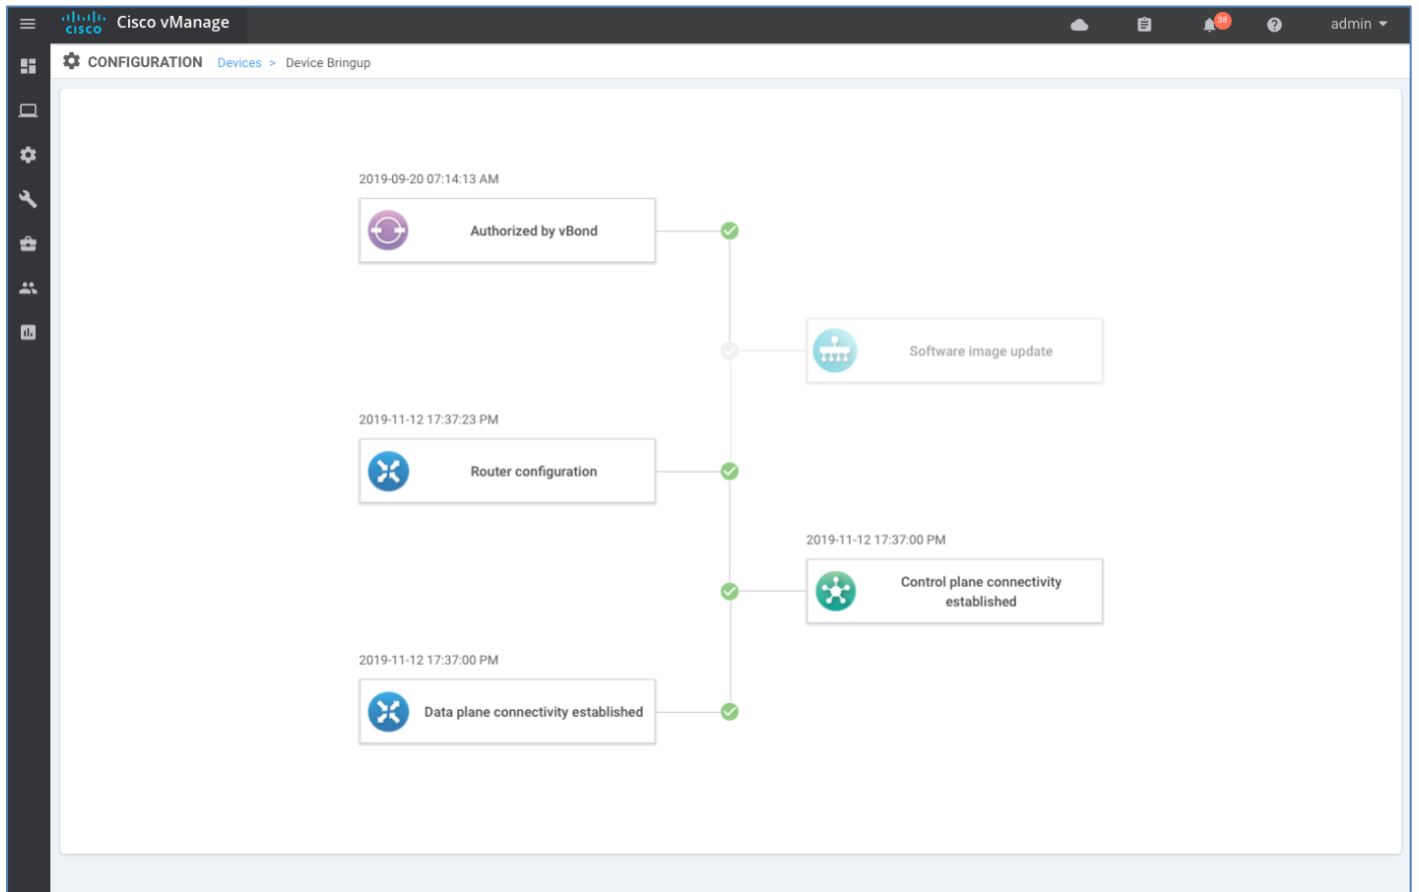 cisco Cisco vManage
38
admin
CONFIGURATION Devices > Device Bringup
2019-09-20 07:14:13 AM
Authorized by vBond
Software image update
2019-11-12 17:37:23 PM
Router configuration
2019-11-12 17:37:00 PM
Control plane connectivity
established
2019-11-12 17:37:00 PM
Data plane connectivity established